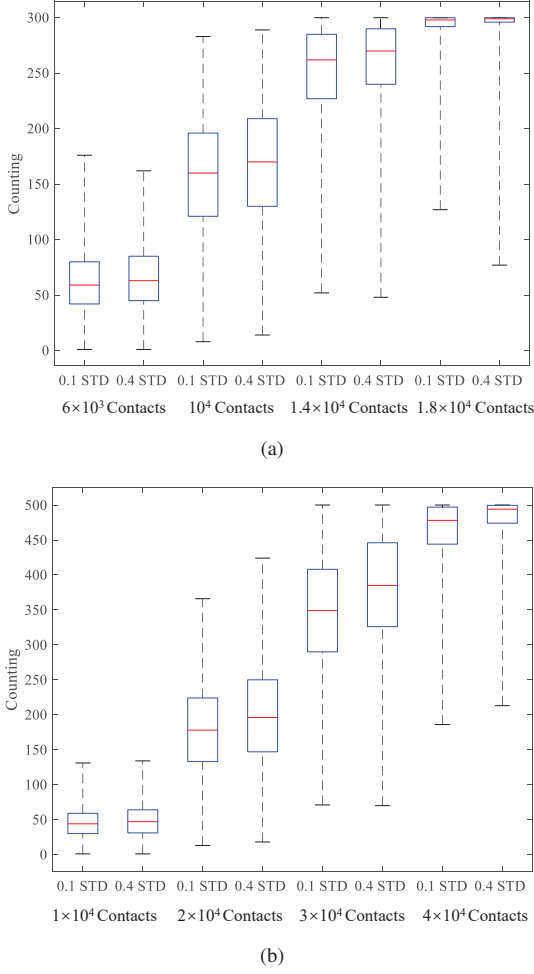 300
250
200
150
100
50
0
Counting
0.1 STD 0.4 STD 0.1 STD 0.4 STD 0.1 STD 0.4 STD 0.1 STD 0.4 STD
6×10³ Contacts 10⁴ Contacts 1.4×10⁴ Contacts 1.8×10⁴ Contacts
(a)
500
450
400
350
300
250
200
150
100
50
0
Counting
0.1 STD 0.4 STD 0.1 STD 0.4 STD 0.1 STD 0.4 STD 0.1 STD 0.4 STD
1×10⁴ Contacts 2×10⁴ Contacts 3×10⁴ Contacts 4×10⁴ Contacts
(b)